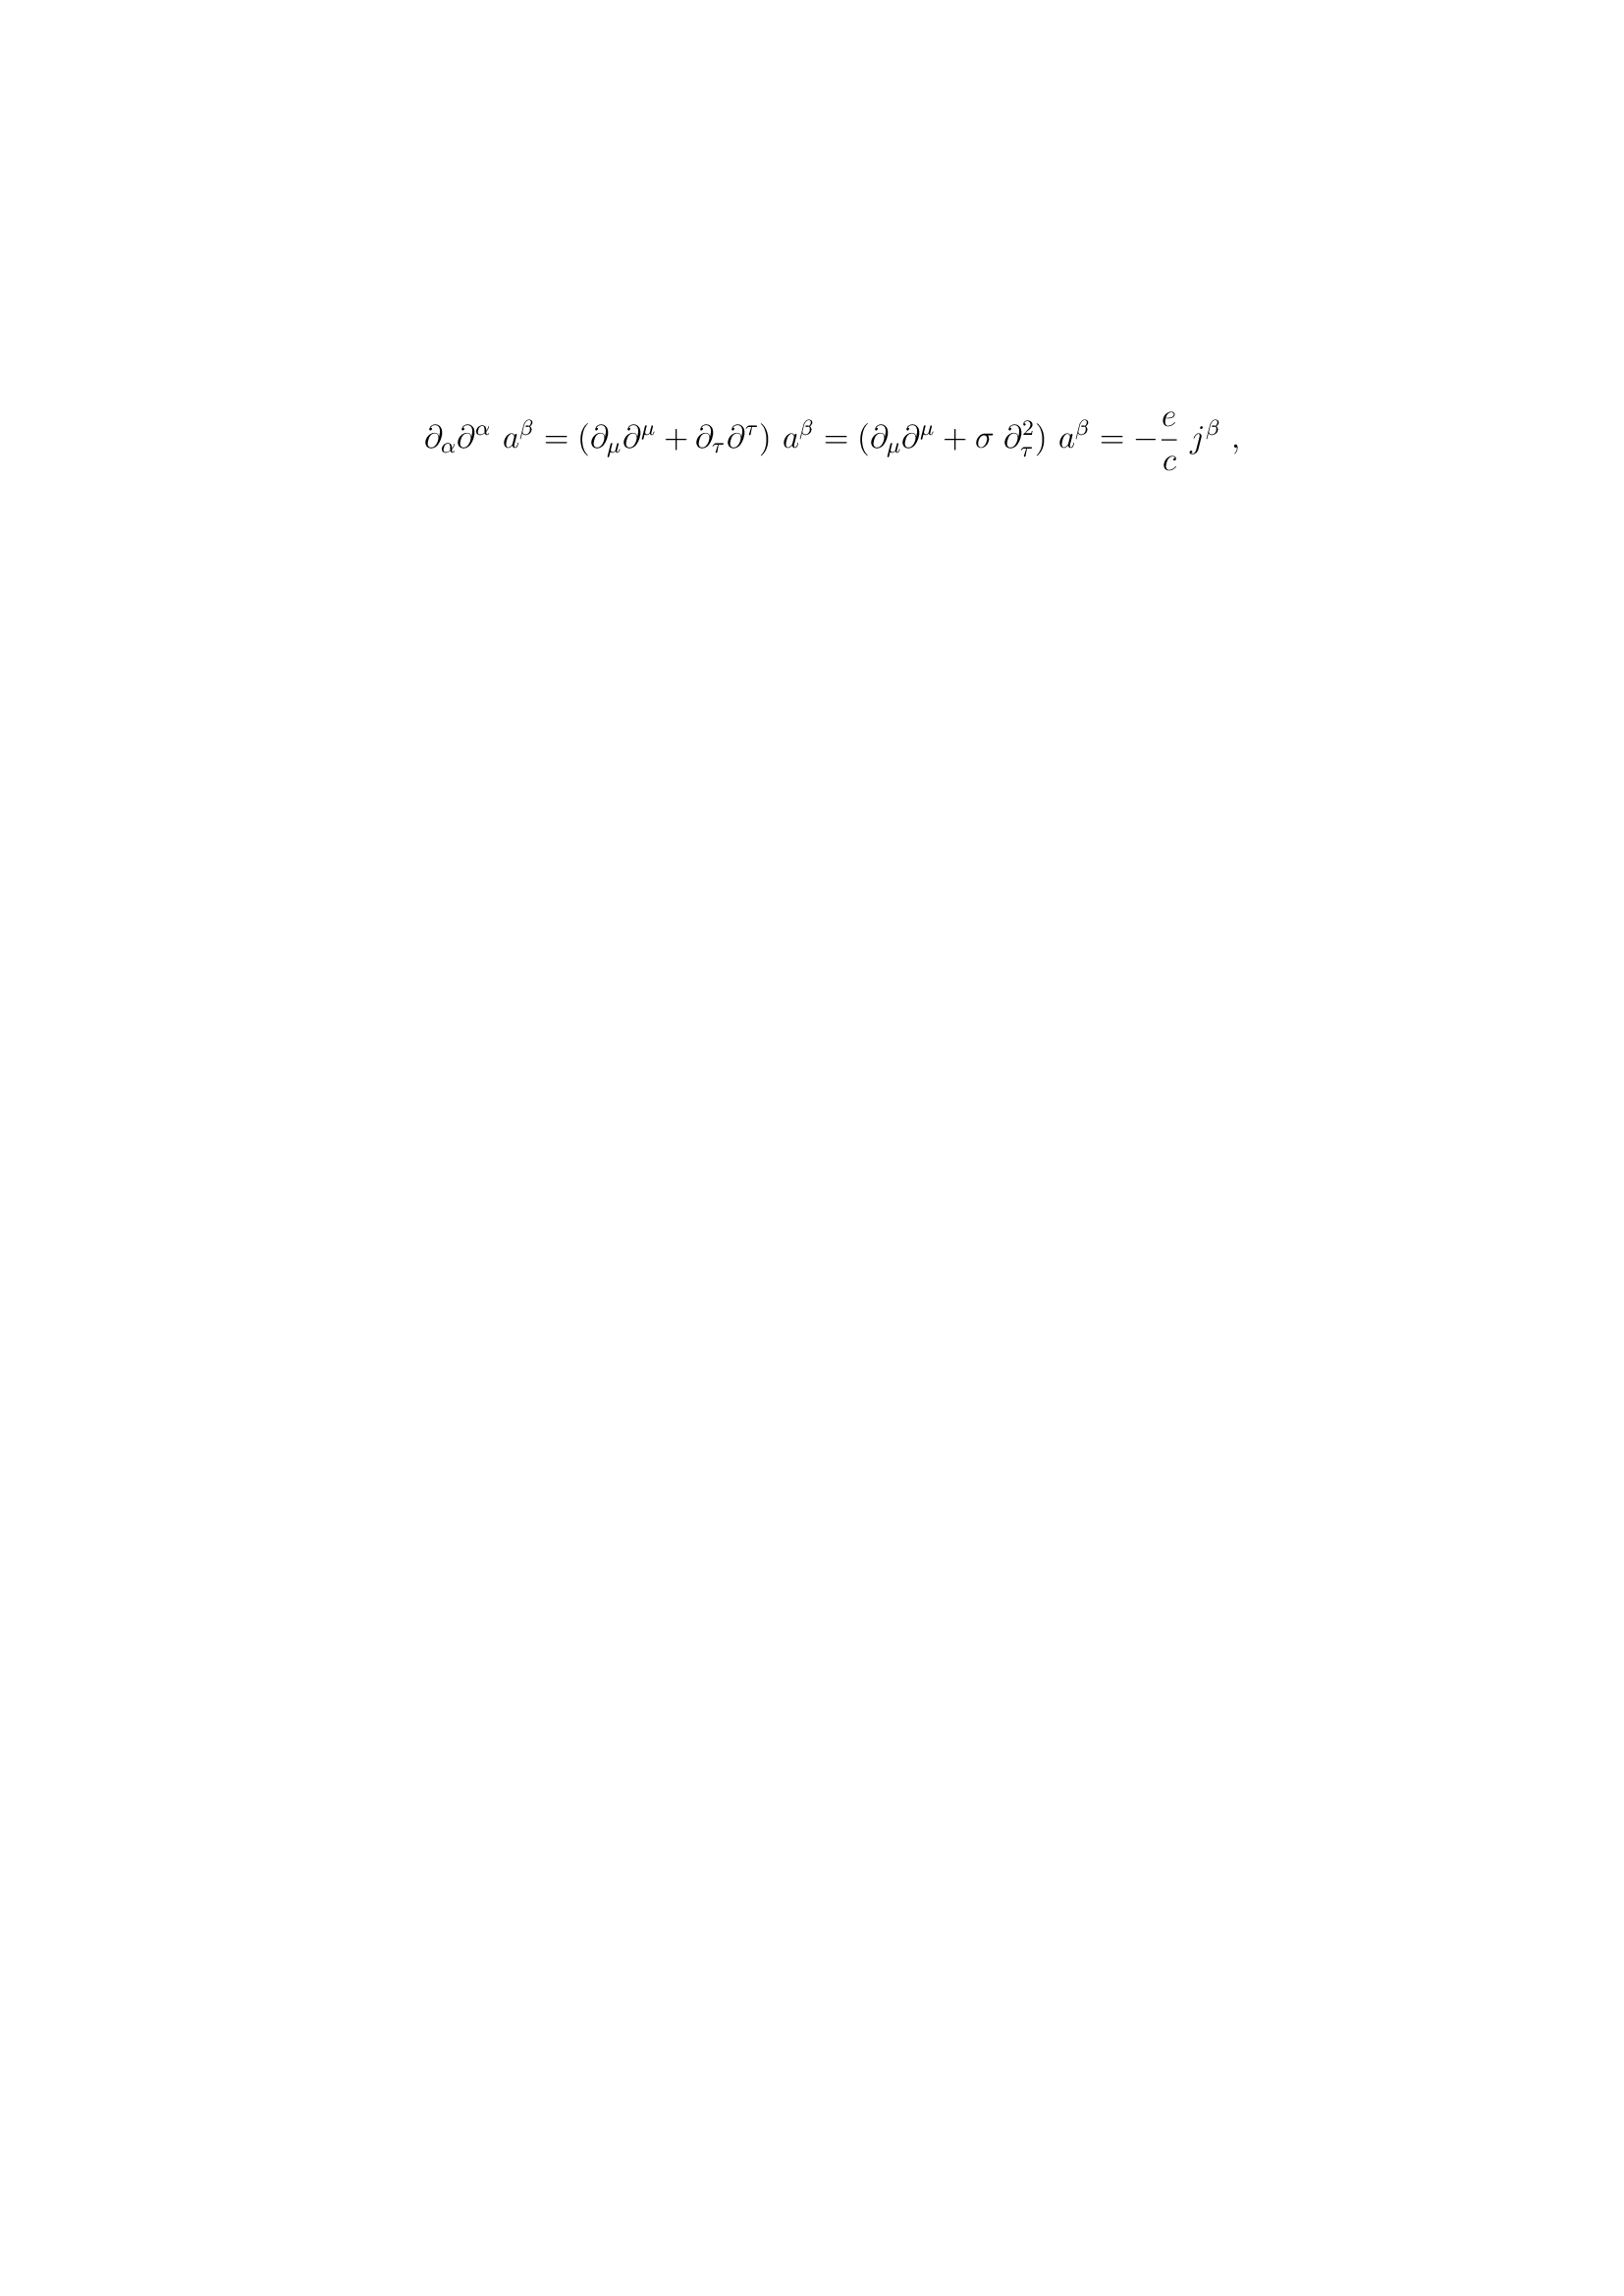 \partial_\alpha \partial^\alpha \ a^\beta = (\partial_\mu \partial^\mu + \partial_\tau \partial^\tau) \ a^\beta = (\partial_\mu \partial^\mu + \sigma \ \partial_\tau^2) \ a^\beta = -\frac{e}{c} \ j^\beta \ ,